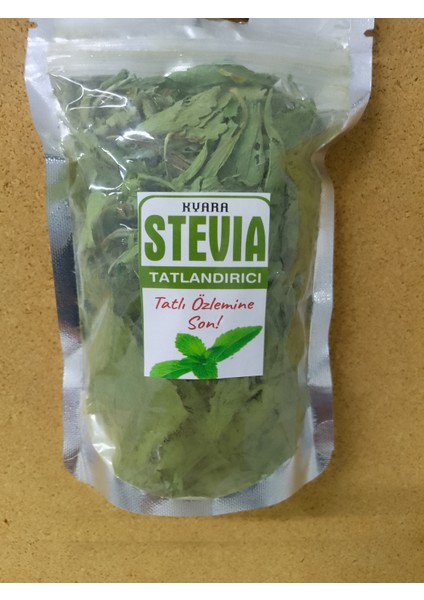 KYARA
STEVIA
TATLANDIRICI
Tatlı Özlemine
Son!